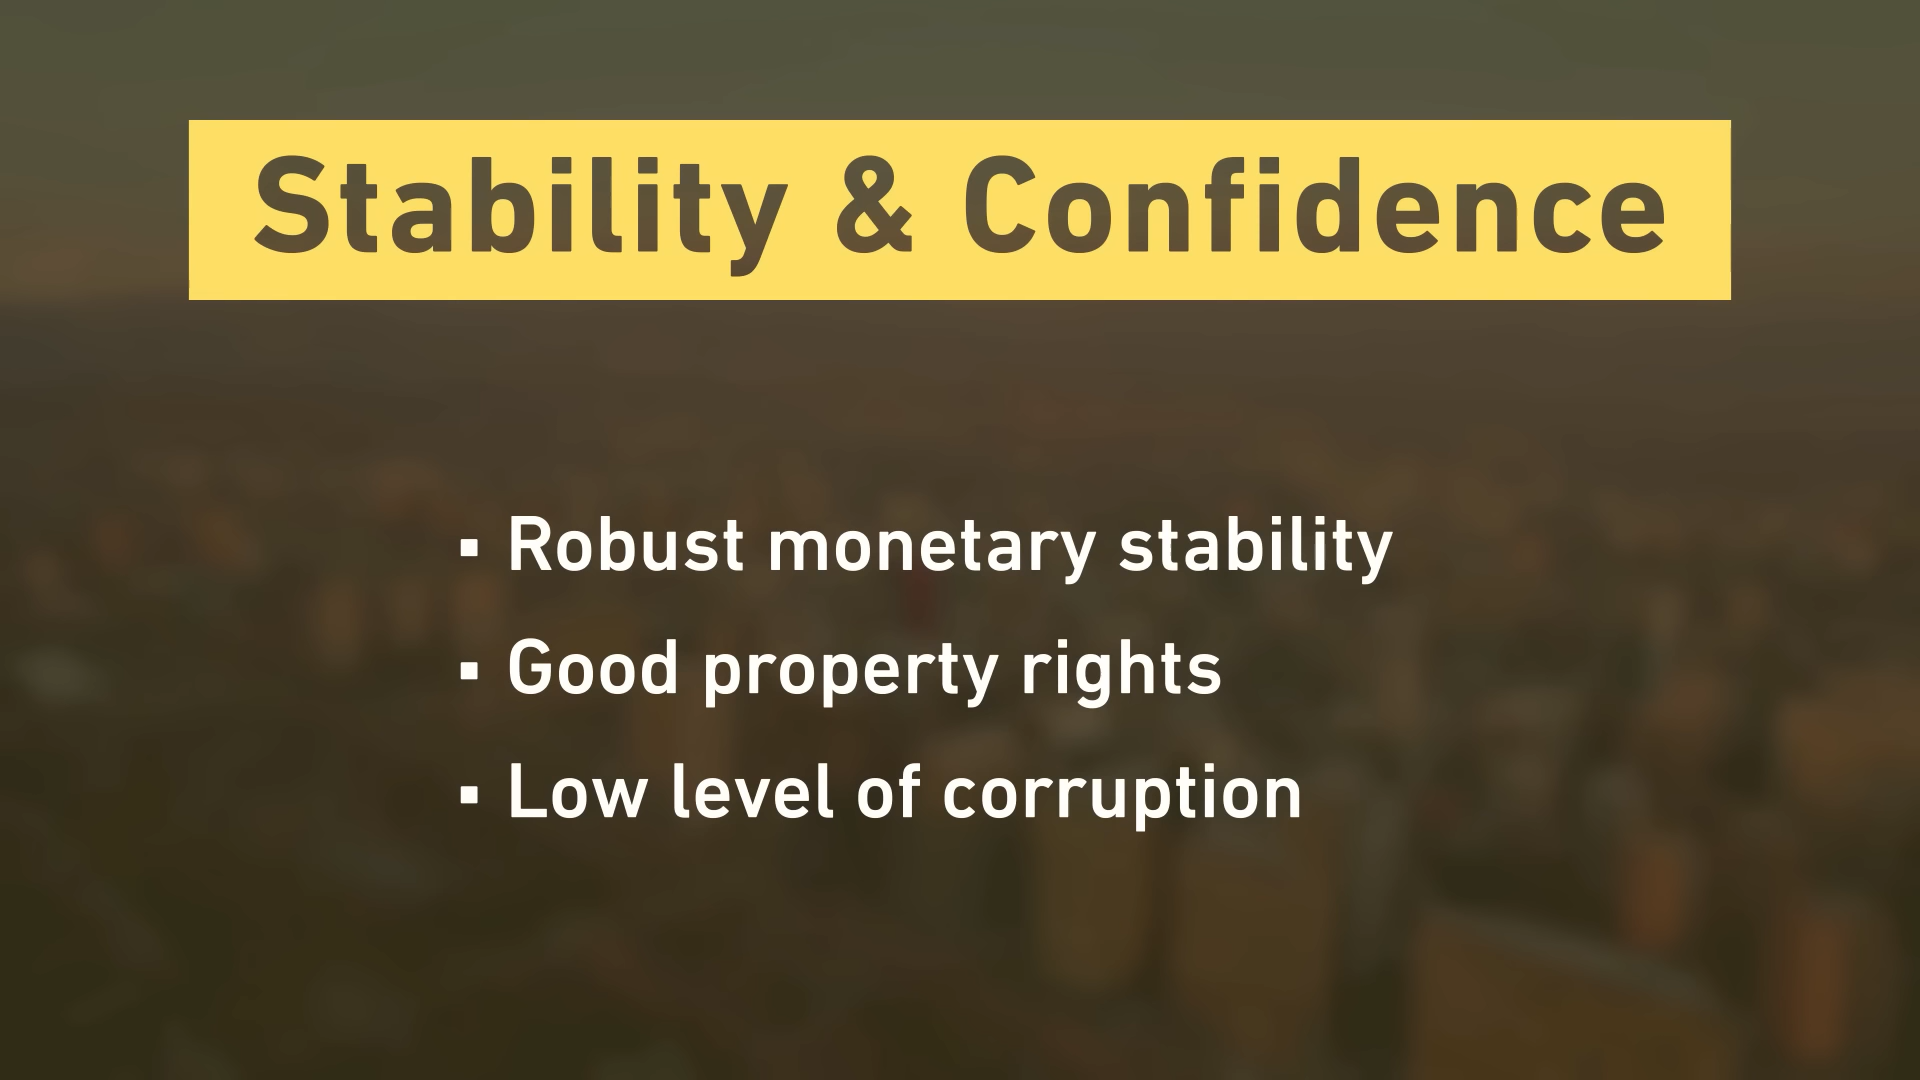 Stability & Confidence
▪ Robust monetary stability
▪ Good property rights
▪ Low level of corruption